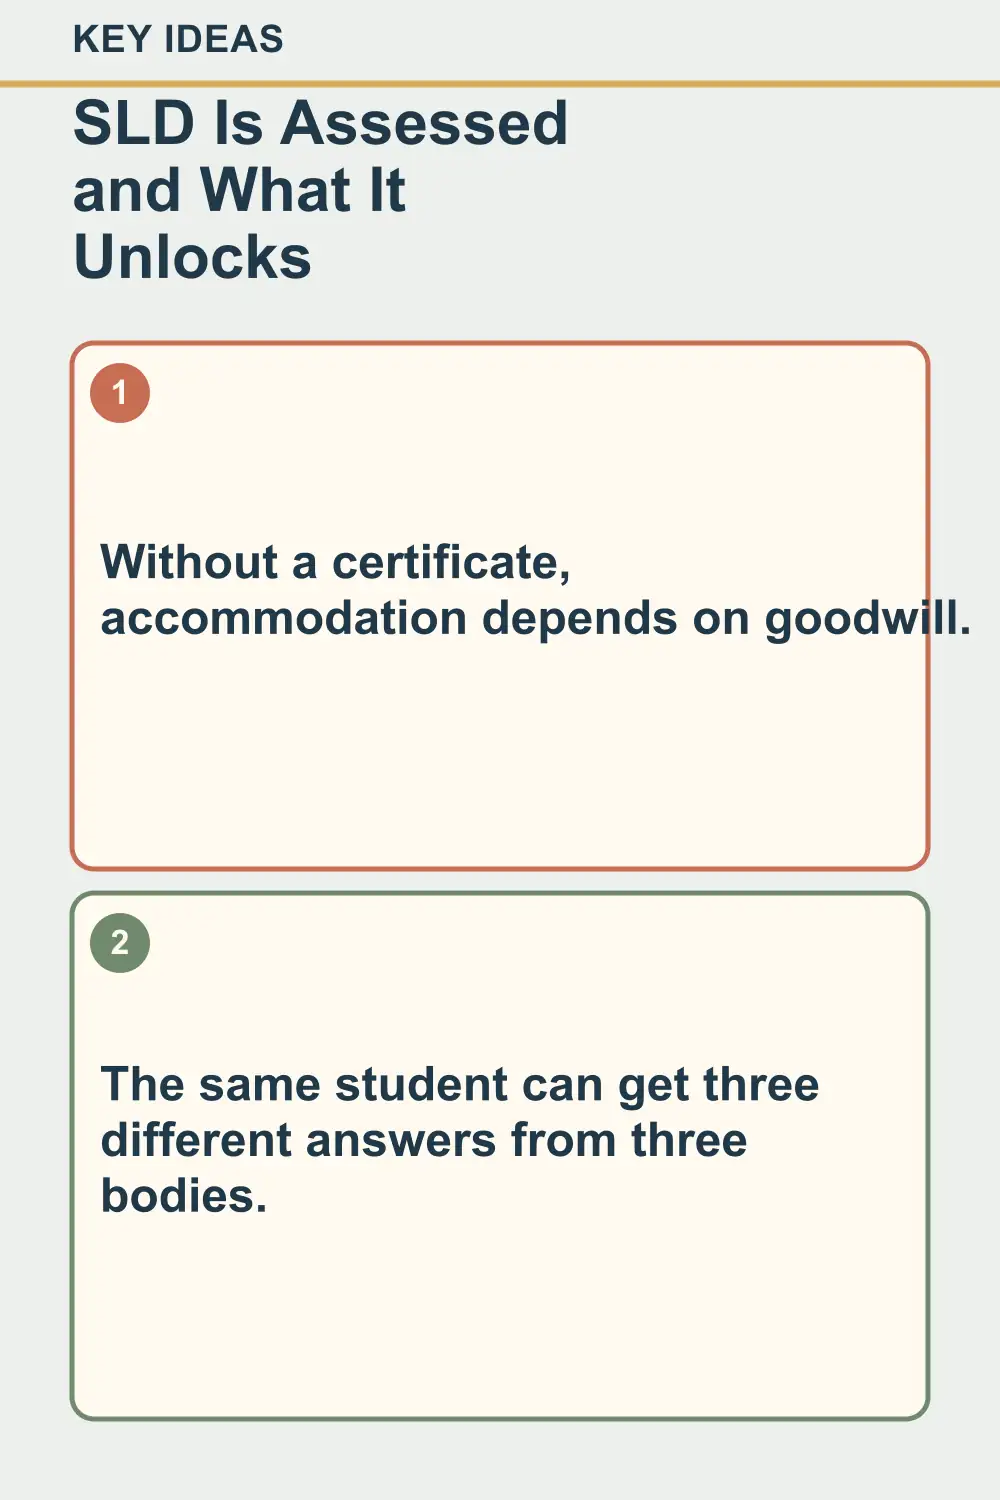 KEY IDEAS
SLD Is Assessed
and What It
Unlocks
1
Without a certificate,
accommodation depends on goodwill.
2
The same student can get three
different answers from three
bodies.